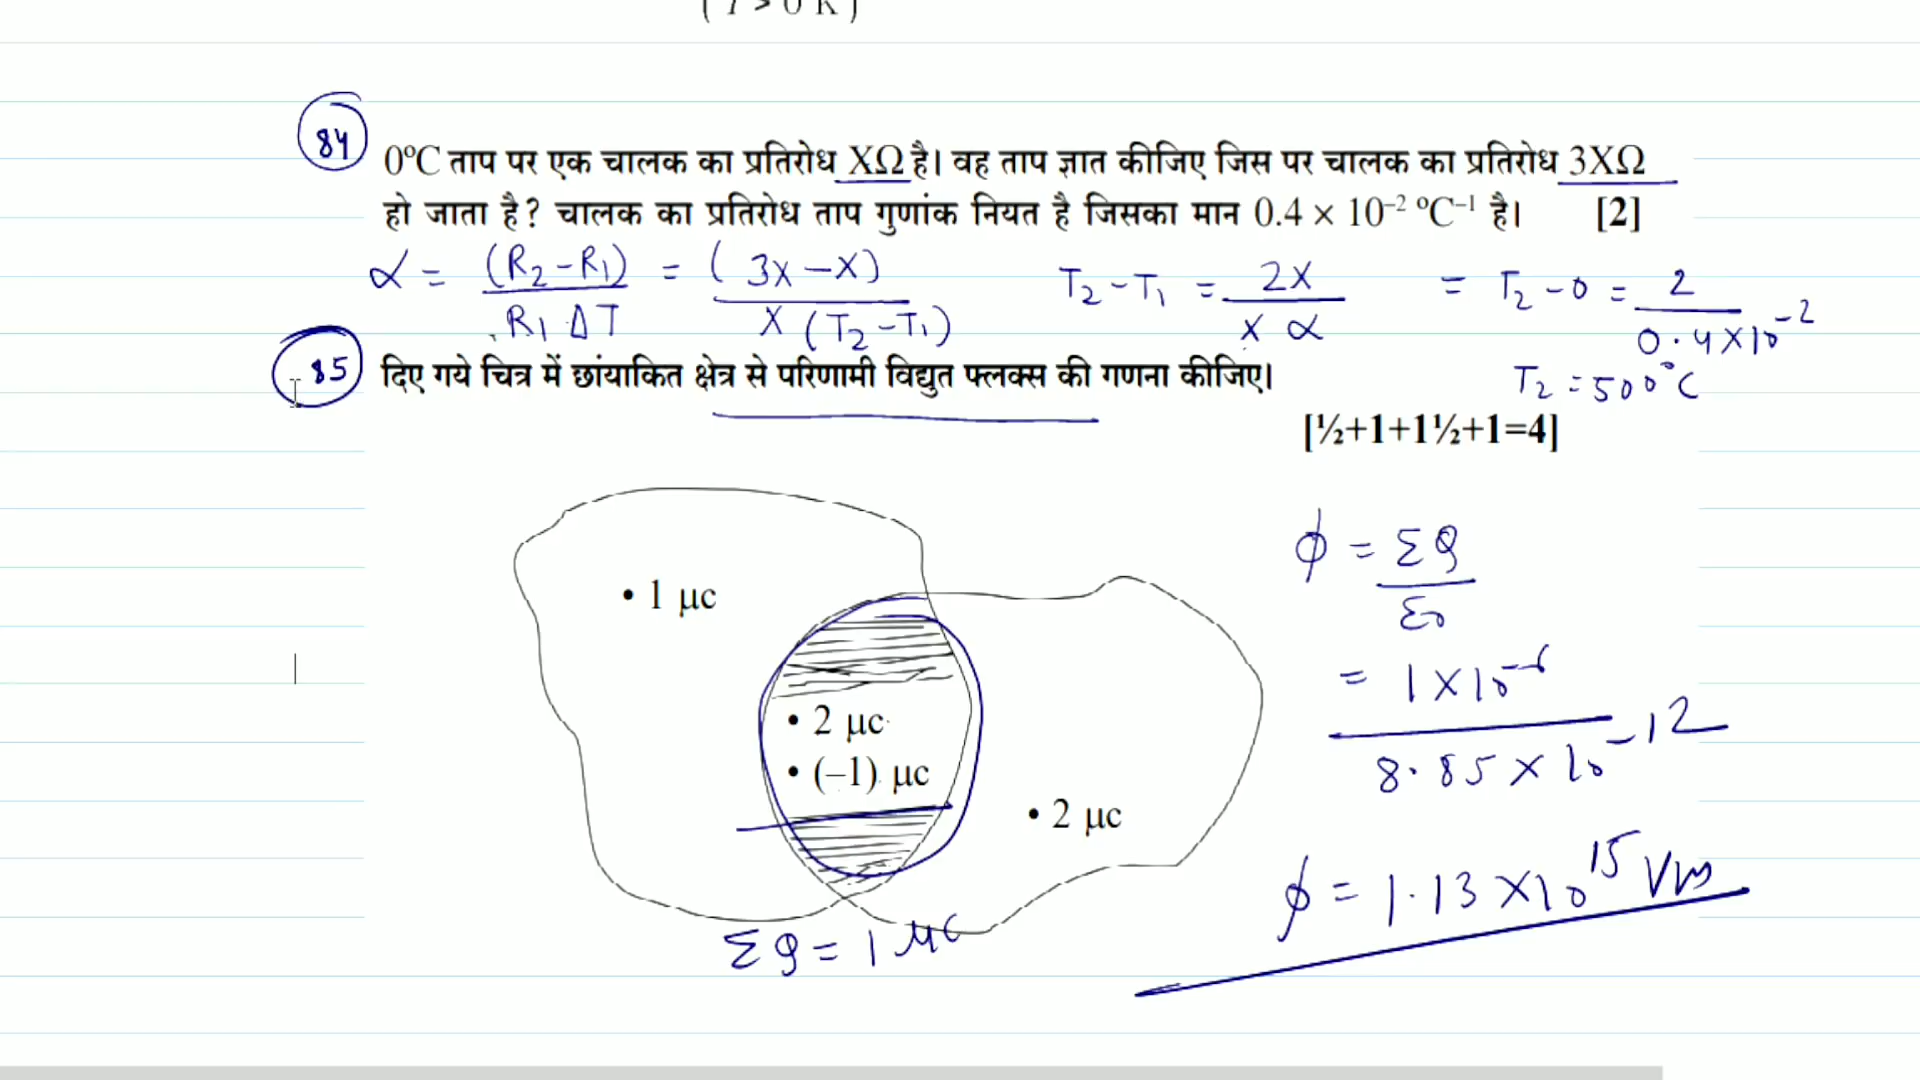 ( T > 0 K )
84
0ºC ताप पर एक चालक का प्रतिरोध XΩ है। वह ताप ज्ञात कीजिए जिस पर चालक का प्रतिरोध 3XΩ
हो जाता है? चालक का प्रतिरोध ताप गुणांक नियत है जिसका मान 0.4 × 10⁻² ºC⁻¹ है। [2]
α = (R₂ – R₁) / R₁ ΔT = (3X – X) / X (T₂ – T₁)
T₂ – T₁ = 2X / X α = T₂ – 0 = 2 / 0.4 × 10⁻²
T₂ = 500°C
85
दिए गये चित्र में छांयाकित क्षेत्र से परिणामी विद्युत फ्लक्स की गणना कीजिए।
[½+1+1½+1=4]
• 1 μc
• 2 μc
• (–1) μc
• 2 μc
Σq = 1 μc
ϕ = Σq / ε₀
= 1 × 10⁻⁶ / 8.85 × 10⁻¹²
ϕ = 1.13 × 10¹⁵ Vm